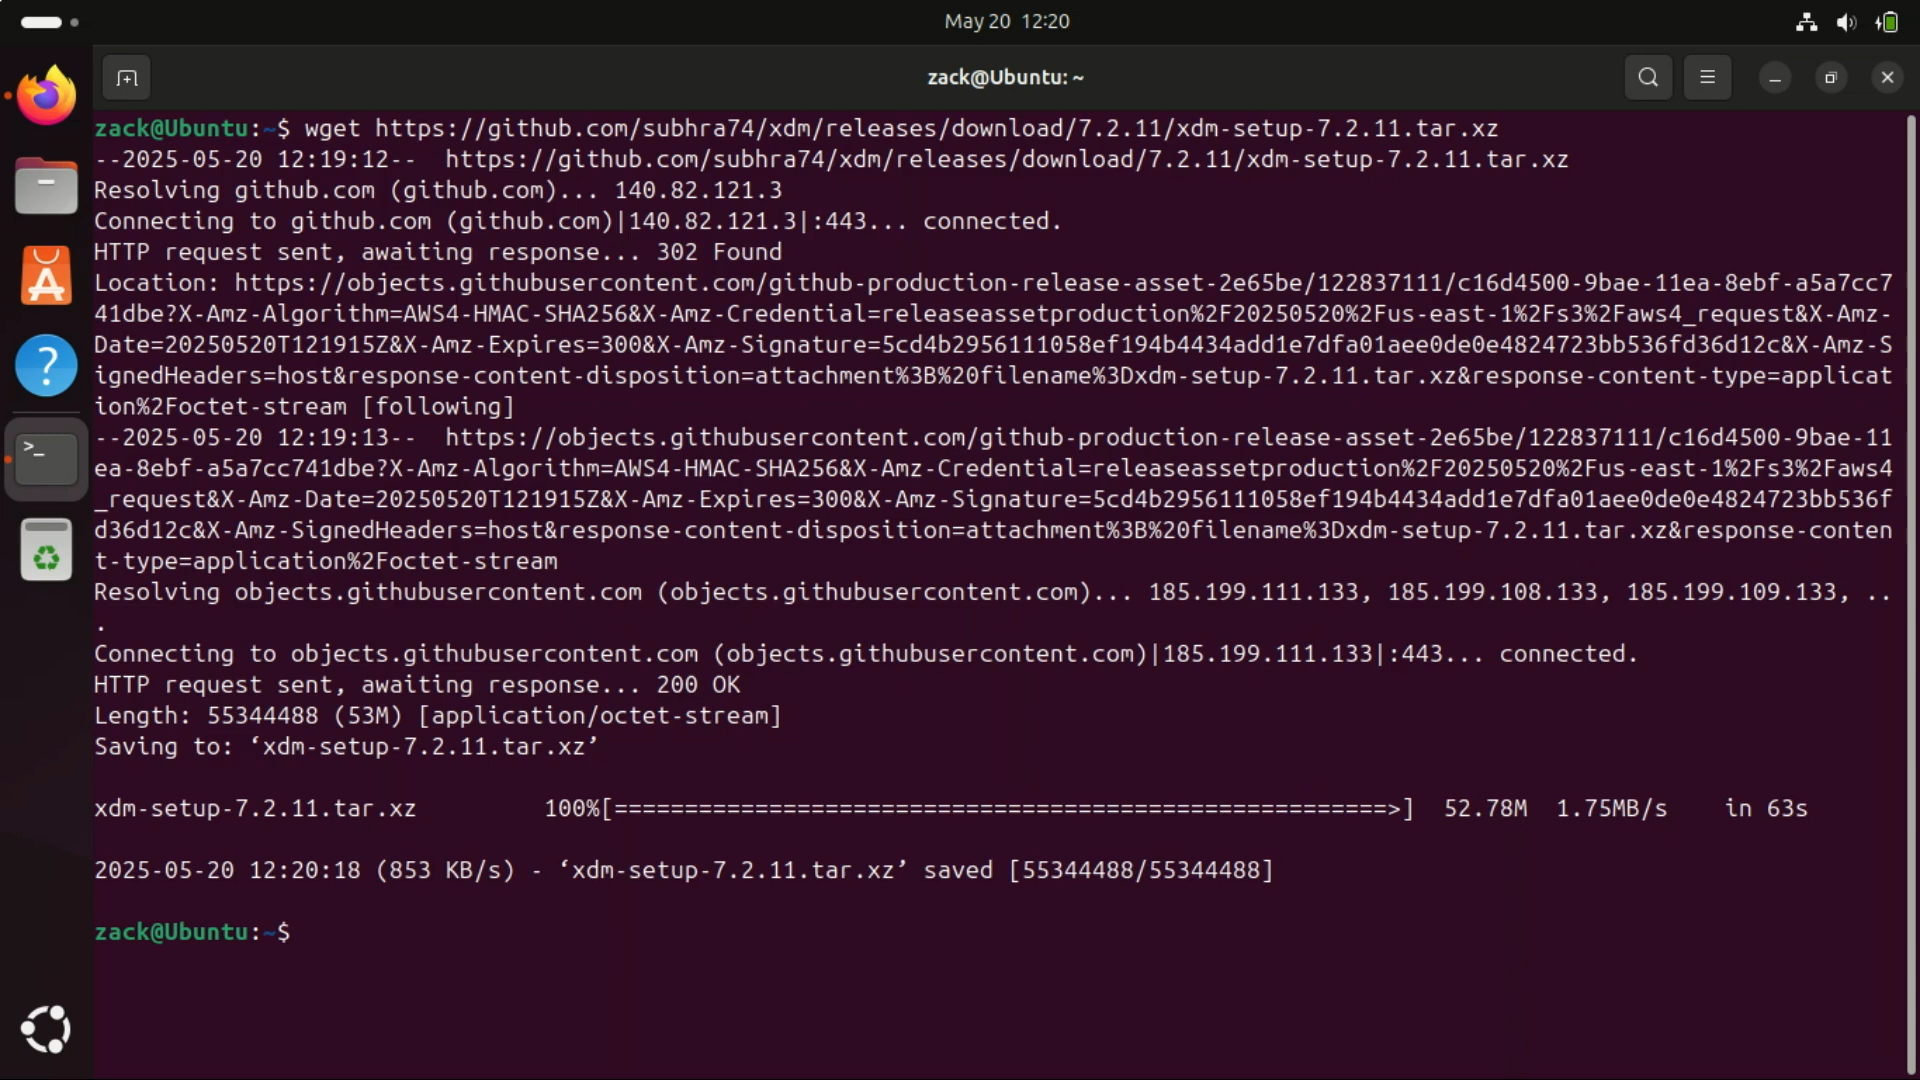 May 20 12:20
zack@Ubuntu: ~
zack@Ubuntu:~$ wget https://github.com/subhra74/xdm/releases/download/7.2.11/xdm-setup-7.2.11.tar.xz
--2025-05-20 12:19:12--  https://github.com/subhra74/xdm/releases/download/7.2.11/xdm-setup-7.2.11.tar.xz
Resolving github.com (github.com)... 140.82.121.3
Connecting to github.com (github.com)|140.82.121.3|:443... connected.
HTTP request sent, awaiting response... 302 Found
Location: https://objects.githubusercontent.com/github-production-release-asset-2e65be/122837111/c16d4500-9bae-11ea-8ebf-a5a7cc7
41dbe?X-Amz-Algorithm=AWS4-HMAC-SHA256&X-Amz-Credential=releaseassetproduction%2F20250520%2Fus-east-1%2Fs3%2Faws4_request&X-Amz-
Date=20250520T121915Z&X-Amz-Expires=300&X-Amz-Signature=5cd4b2956111058ef194b4434add1e7dfa01aee0de0e4824723bb536fd36d12c&X-Amz-S
ignedHeaders=host&response-content-disposition=attachment%3B%20filename%3Dxdm-setup-7.2.11.tar.xz&response-content-type=applicat
ion%2Foctet-stream [following]
--2025-05-20 12:19:13--  https://objects.githubusercontent.com/github-production-release-asset-2e65be/122837111/c16d4500-9bae-11
ea-8ebf-a5a7cc741dbe?X-Amz-Algorithm=AWS4-HMAC-SHA256&X-Amz-Credential=releaseassetproduction%2F20250520%2Fus-east-1%2Fs3%2Faws4
_request&X-Amz-Date=20250520T121915Z&X-Amz-Expires=300&X-Amz-Signature=5cd4b2956111058ef194b4434add1e7dfa01aee0de0e4824723bb536f
d36d12c&X-Amz-SignedHeaders=host&response-content-disposition=attachment%3B%20filename%3Dxdm-setup-7.2.11.tar.xz&response-conten
t-type=application%2Foctet-stream
Resolving objects.githubusercontent.com (objects.githubusercontent.com)... 185.199.111.133, 185.199.108.133, 185.199.109.133, ..
.
Connecting to objects.githubusercontent.com (objects.githubusercontent.com)|185.199.111.133|:443... connected.
HTTP request sent, awaiting response... 200 OK
Length: 55344488 (53M) [application/octet-stream]
Saving to: ‘xdm-setup-7.2.11.tar.xz’
xdm-setup-7.2.11.tar.xz         100%[=======================================================>]  52.78M  1.75MB/s    in 63s
2025-05-20 12:20:18 (853 KB/s) - ‘xdm-setup-7.2.11.tar.xz’ saved [55344488/55344488]
zack@Ubuntu:~$